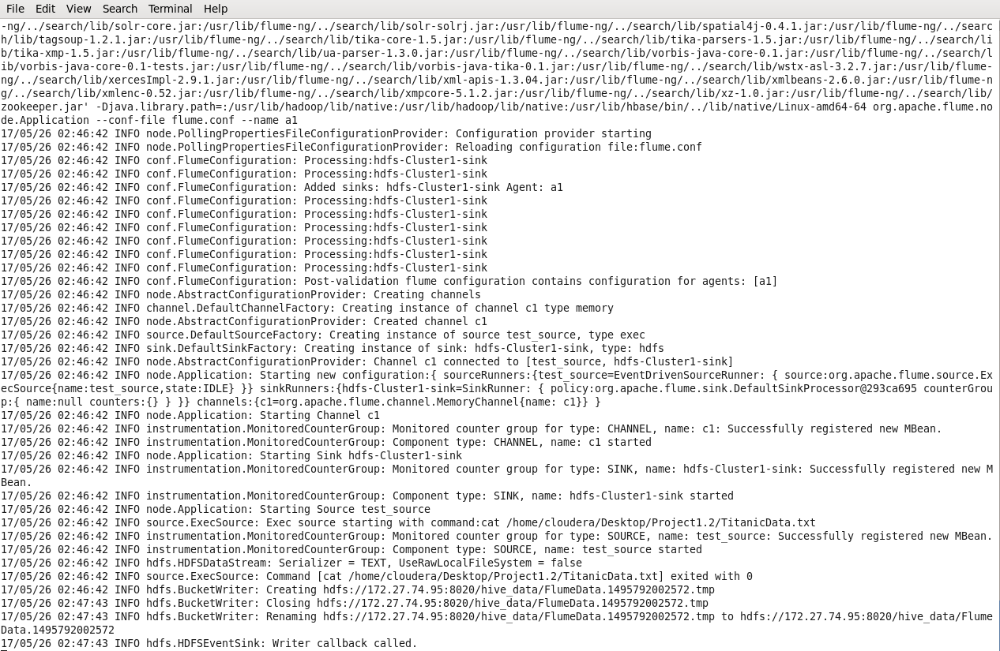 File Edit View Search Terminal Help
-ng/../search/lib/solr-core.jar:/usr/lib/flume-ng/../search/lib/solr-solrj.jar:/usr/lib/flume-ng/../search/lib/spatial4j-0.4.1.jar:/usr/lib/flume-ng/../searc
h/lib/tagsoup-1.2.1.jar:/usr/lib/flume-ng/../search/lib/tika-core-1.5.jar:/usr/lib/flume-ng/../search/lib/tika-parsers-1.5.jar:/usr/lib/flume-ng/../search/li
b/tika-xmp-1.5.jar:/usr/lib/flume-ng/../search/lib/ua-parser-1.3.0.jar:/usr/lib/flume-ng/../search/lib/vorbis-java-core-0.1.jar:/usr/lib/flume-ng/../search/l
ib/vorbis-java-core-0.1-tests.jar:/usr/lib/flume-ng/../search/lib/vorbis-java-tika-0.1.jar:/usr/lib/flume-ng/../search/lib/wstx-asl-3.2.7.jar:/usr/lib/flume-
ng/../search/lib/xercesImpl-2.9.1.jar:/usr/lib/flume-ng/../search/lib/xml-apis-1.3.04.jar:/usr/lib/flume-ng/../search/lib/xmlbeans-2.6.0.jar:/usr/lib/flume-n
g/../search/lib/xmlenc-0.52.jar:/usr/lib/flume-ng/../search/lib/xmpcore-5.1.2.jar:/usr/lib/flume-ng/../search/lib/xz-1.0.jar:/usr/lib/flume-ng/../search/lib/
zookeeper.jar' -Djava.library.path=:/usr/lib/hadoop/lib/native:/usr/lib/hadoop/lib/native:/usr/lib/hbase/bin/../lib/native/Linux-amd64-64 org.apache.flume.no
de.Application --conf-file flume.conf --name a1
17/05/26 02:46:42 INFO node.PollingPropertiesFileConfigurationProvider: Configuration provider starting
17/05/26 02:46:42 INFO node.PollingPropertiesFileConfigurationProvider: Reloading configuration file:flume.conf
17/05/26 02:46:42 INFO conf.FlumeConfiguration: Processing:hdfs-Cluster1-sink
17/05/26 02:46:42 INFO conf.FlumeConfiguration: Processing:hdfs-Cluster1-sink
17/05/26 02:46:42 INFO conf.FlumeConfiguration: Added sinks: hdfs-Cluster1-sink Agent: a1
17/05/26 02:46:42 INFO conf.FlumeConfiguration: Processing:hdfs-Cluster1-sink
17/05/26 02:46:42 INFO conf.FlumeConfiguration: Processing:hdfs-Cluster1-sink
17/05/26 02:46:42 INFO conf.FlumeConfiguration: Processing:hdfs-Cluster1-sink
17/05/26 02:46:42 INFO conf.FlumeConfiguration: Processing:hdfs-Cluster1-sink
17/05/26 02:46:42 INFO conf.FlumeConfiguration: Processing:hdfs-Cluster1-sink
17/05/26 02:46:42 INFO conf.FlumeConfiguration: Processing:hdfs-Cluster1-sink
17/05/26 02:46:42 INFO conf.FlumeConfiguration: Post-validation flume configuration contains configuration for agents: [a1]
17/05/26 02:46:42 INFO node.AbstractConfigurationProvider: Creating channels
17/05/26 02:46:42 INFO channel.DefaultChannelFactory: Creating instance of channel c1 type memory
17/05/26 02:46:42 INFO node.AbstractConfigurationProvider: Created channel c1
17/05/26 02:46:42 INFO source.DefaultSourceFactory: Creating instance of source test_source, type exec
17/05/26 02:46:42 INFO sink.DefaultSinkFactory: Creating instance of sink: hdfs-Cluster1-sink, type: hdfs
17/05/26 02:46:42 INFO node.AbstractConfigurationProvider: Channel c1 connected to [test_source, hdfs-Cluster1-sink]
17/05/26 02:46:42 INFO node.Application: Starting new configuration:{ sourceRunners:{test_source=EventDrivenSourceRunner: { source:org.apache.flume.source.Ex
ecSource{name:test_source,state:IDLE} }} sinkRunners:{hdfs-Cluster1-sink=SinkRunner: { policy:org.apache.flume.sink.DefaultSinkProcessor@293ca695 counterGrou
p:{ name:null counters:{} } }} channels:{c1=org.apache.flume.channel.MemoryChannel{name: c1}} }
17/05/26 02:46:42 INFO node.Application: Starting Channel c1
17/05/26 02:46:42 INFO instrumentation.MonitoredCounterGroup: Monitored counter group for type: CHANNEL, name: c1: Successfully registered new MBean.
17/05/26 02:46:42 INFO instrumentation.MonitoredCounterGroup: Component type: CHANNEL, name: c1 started
17/05/26 02:46:42 INFO node.Application: Starting Sink hdfs-Cluster1-sink
17/05/26 02:46:42 INFO instrumentation.MonitoredCounterGroup: Monitored counter group for type: SINK, name: hdfs-Cluster1-sink: Successfully registered new M
Bean.
17/05/26 02:46:42 INFO instrumentation.MonitoredCounterGroup: Component type: SINK, name: hdfs-Cluster1-sink started
17/05/26 02:46:42 INFO node.Application: Starting Source test_source
17/05/26 02:46:42 INFO source.ExecSource: Exec source starting with command:cat /home/cloudera/Desktop/Project1.2/TitanicData.txt
17/05/26 02:46:42 INFO instrumentation.MonitoredCounterGroup: Monitored counter group for type: SOURCE, name: test_source: Successfully registered new MBean.
17/05/26 02:46:42 INFO instrumentation.MonitoredCounterGroup: Component type: SOURCE, name: test_source started
17/05/26 02:46:42 INFO hdfs.HDFSDataStream: Serializer = TEXT, UseRawLocalFileSystem = false
17/05/26 02:46:42 INFO source.ExecSource: Command [cat /home/cloudera/Desktop/Project1.2/TitanicData.txt] exited with 0
17/05/26 02:46:42 INFO hdfs.BucketWriter: Creating hdfs://172.27.74.95:8020/hive_data/FlumeData.1495792002572.tmp
17/05/26 02:47:43 INFO hdfs.BucketWriter: Closing hdfs://172.27.74.95:8020/hive_data/FlumeData.1495792002572.tmp
17/05/26 02:47:43 INFO hdfs.BucketWriter: Renaming hdfs://172.27.74.95:8020/hive_data/FlumeData.1495792002572.tmp to hdfs://172.27.74.95:8020/hive_data/Flume
Data.1495792002572
17/05/26 02:47:43 INFO hdfs.HDFSEventSink: Writer callback called.